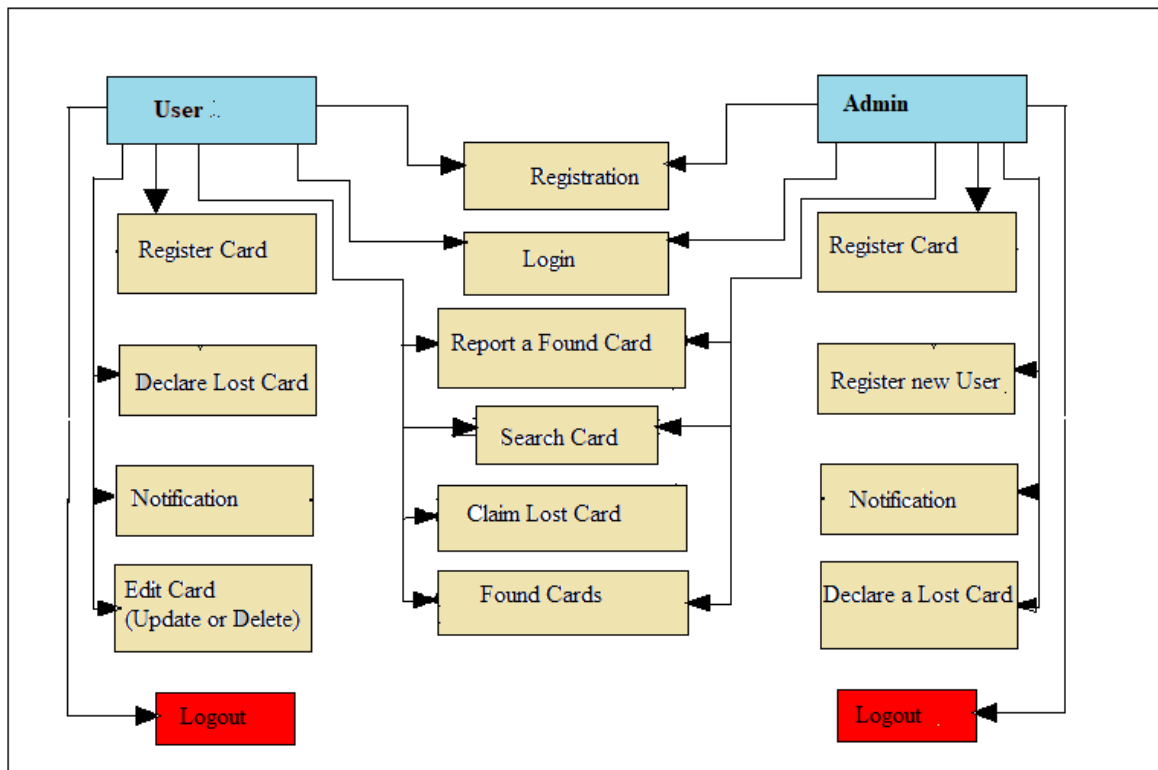 User
Admin
Registration
Register Card
Login
Register Card
Report a Found Card
Declare Lost Card
Register new User
Search Card
Notification
Claim Lost Card
Notification
Edit Card
(Update or Delete)
Found Cards
Declare a Lost Card
Logout
Logout